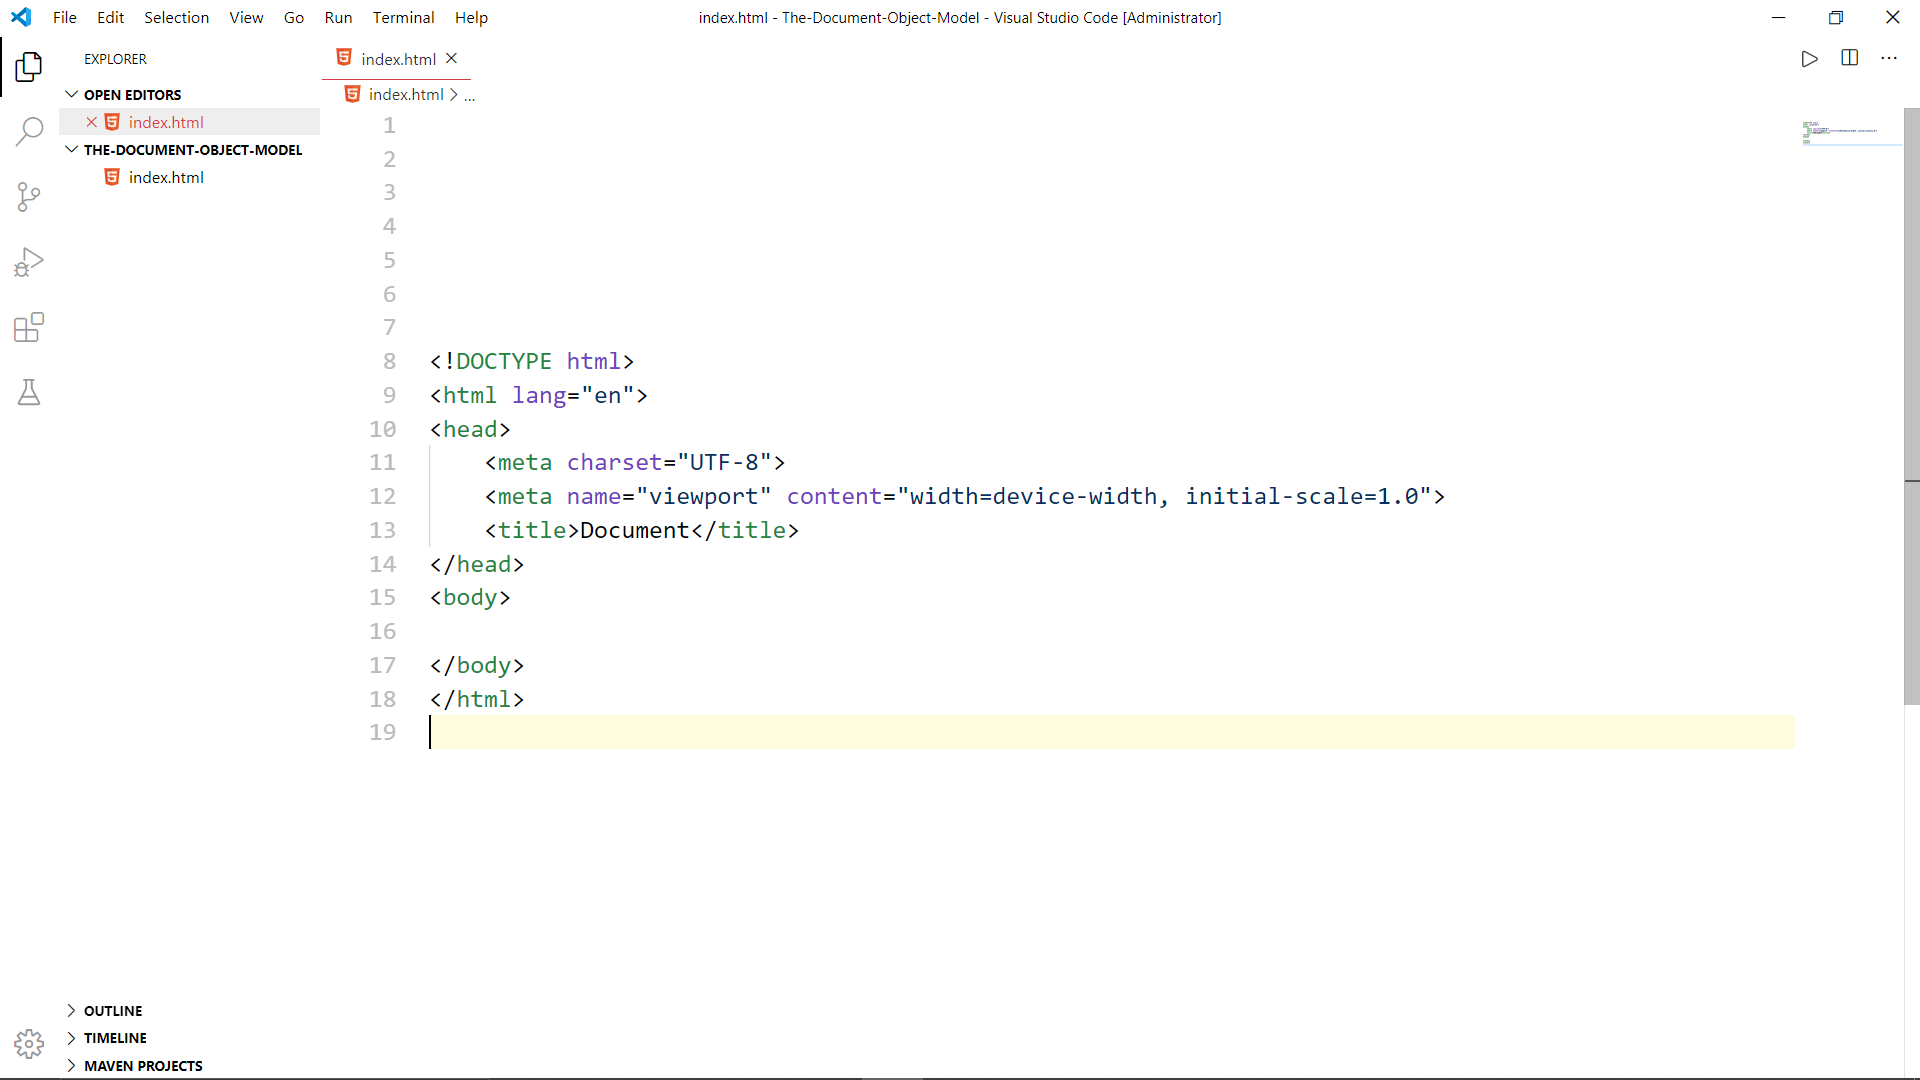 File Edit Selection View Go Run Terminal Help
index.html - The-Document-Object-Model - Visual Studio Code [Administrator]
EXPLORER
OPEN EDITORS
index.html
THE-DOCUMENT-OBJECT-MODEL
index.html
OUTLINE
TIMELINE
MAVEN PROJECTS
index.html
index.html > ...
1
2
3
4
5
6
7
8 <!DOCTYPE html>
9 <html lang="en">
10 <head>
11     <meta charset="UTF-8">
12     <meta name="viewport" content="width=device-width, initial-scale=1.0">
13     <title>Document</title>
14 </head>
15 <body>
16
17 </body>
18 </html>
19